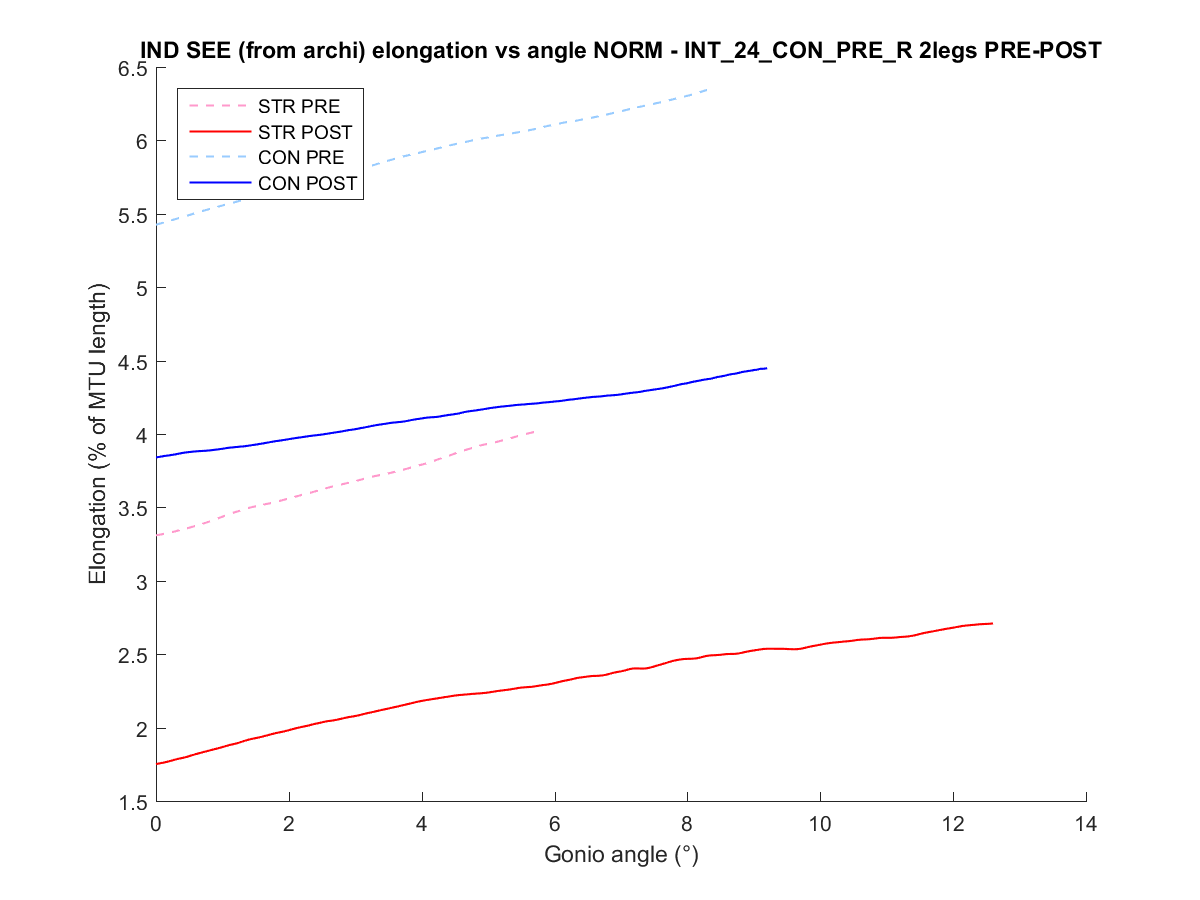 IND SEE (from archi) elongation vs angle NORM - INT_24_CON_PRE_R 2legs PRE-POST
6.5
6
5.5
5
4.5
4
3.5
3
2.5
2
1.5
STR PRE
STR POST
CON PRE
CON POST
Elongation (% of MTU length)
0 2 4 6 8 10 12 14
Gonio angle (°)